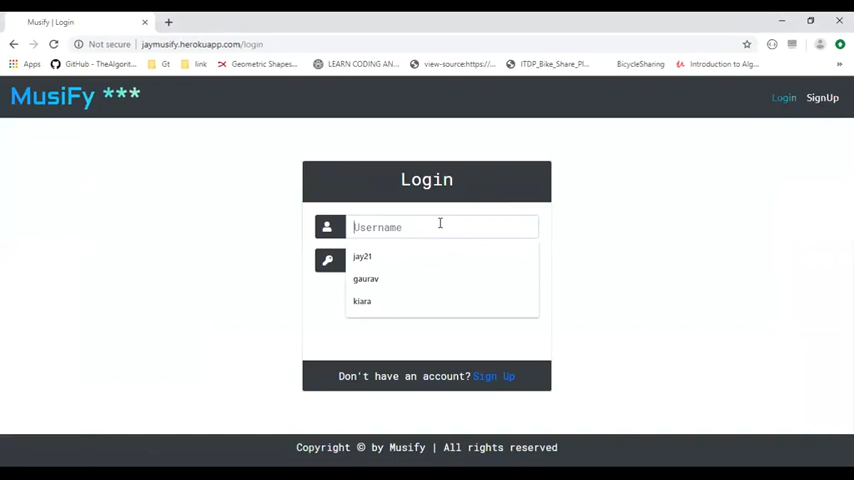 Musify | Login
Not secure | jaymusify.herokuapp.com/login
Apps GitHub - TheAlgorit... Gt link Geometric Shapes... LEARN CODING AN... view-source:https://... ITDP_Bike_Share_Pl... BicycleSharing Introduction to Alg... »
MusiFy *** Login SignUp
Login
Username
jay21
gaurav
kiara
Don't have an account? Sign Up
Copyright © by Musify | All rights reserved